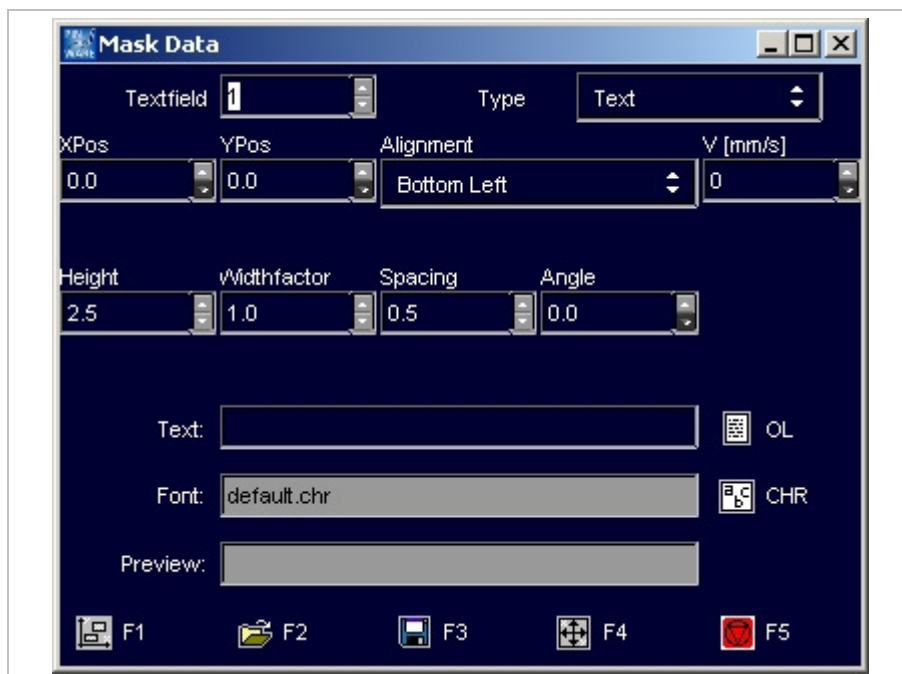 Mask Data
Textfield 1 Type Text
XPos YPos Alignment V [mm/s]
0.0 0.0 Bottom Left 0
Height Widthfactor Spacing Angle
2.5 1.0 0.5 0.0
Text: OL
Font: default.chr CHR
Preview:
F1 F2 F3 F4 F5